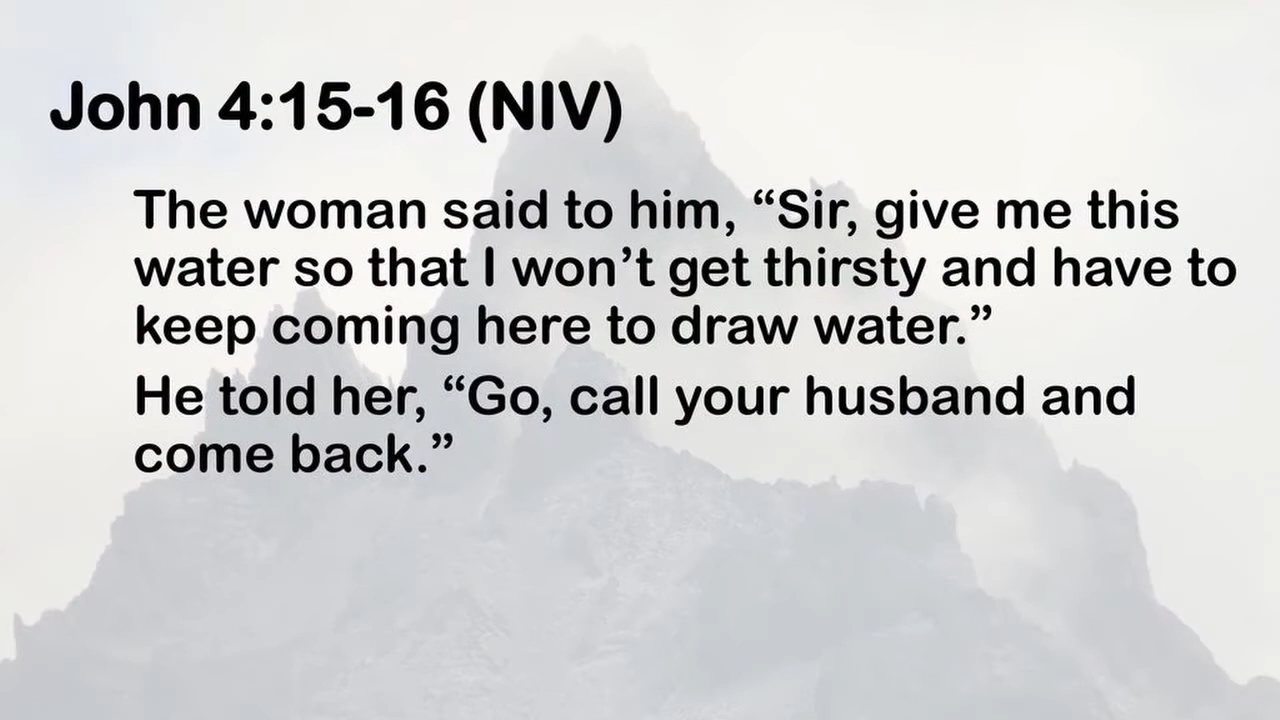 John 4:15-16 (NIV)
The woman said to him, “Sir, give me this
water so that I won’t get thirsty and have to
keep coming here to draw water.”
He told her, “Go, call your husband and
come back.”